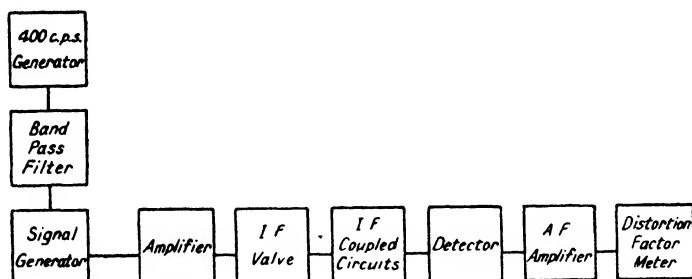 400 c.p.s.
Generator
Band
Pass
Filter
Signal
Generator
Amplifier
I F
Valve
I F
Coupled
Circuits
Detector
A F
Amplifier
Distortion
Factor
Meter